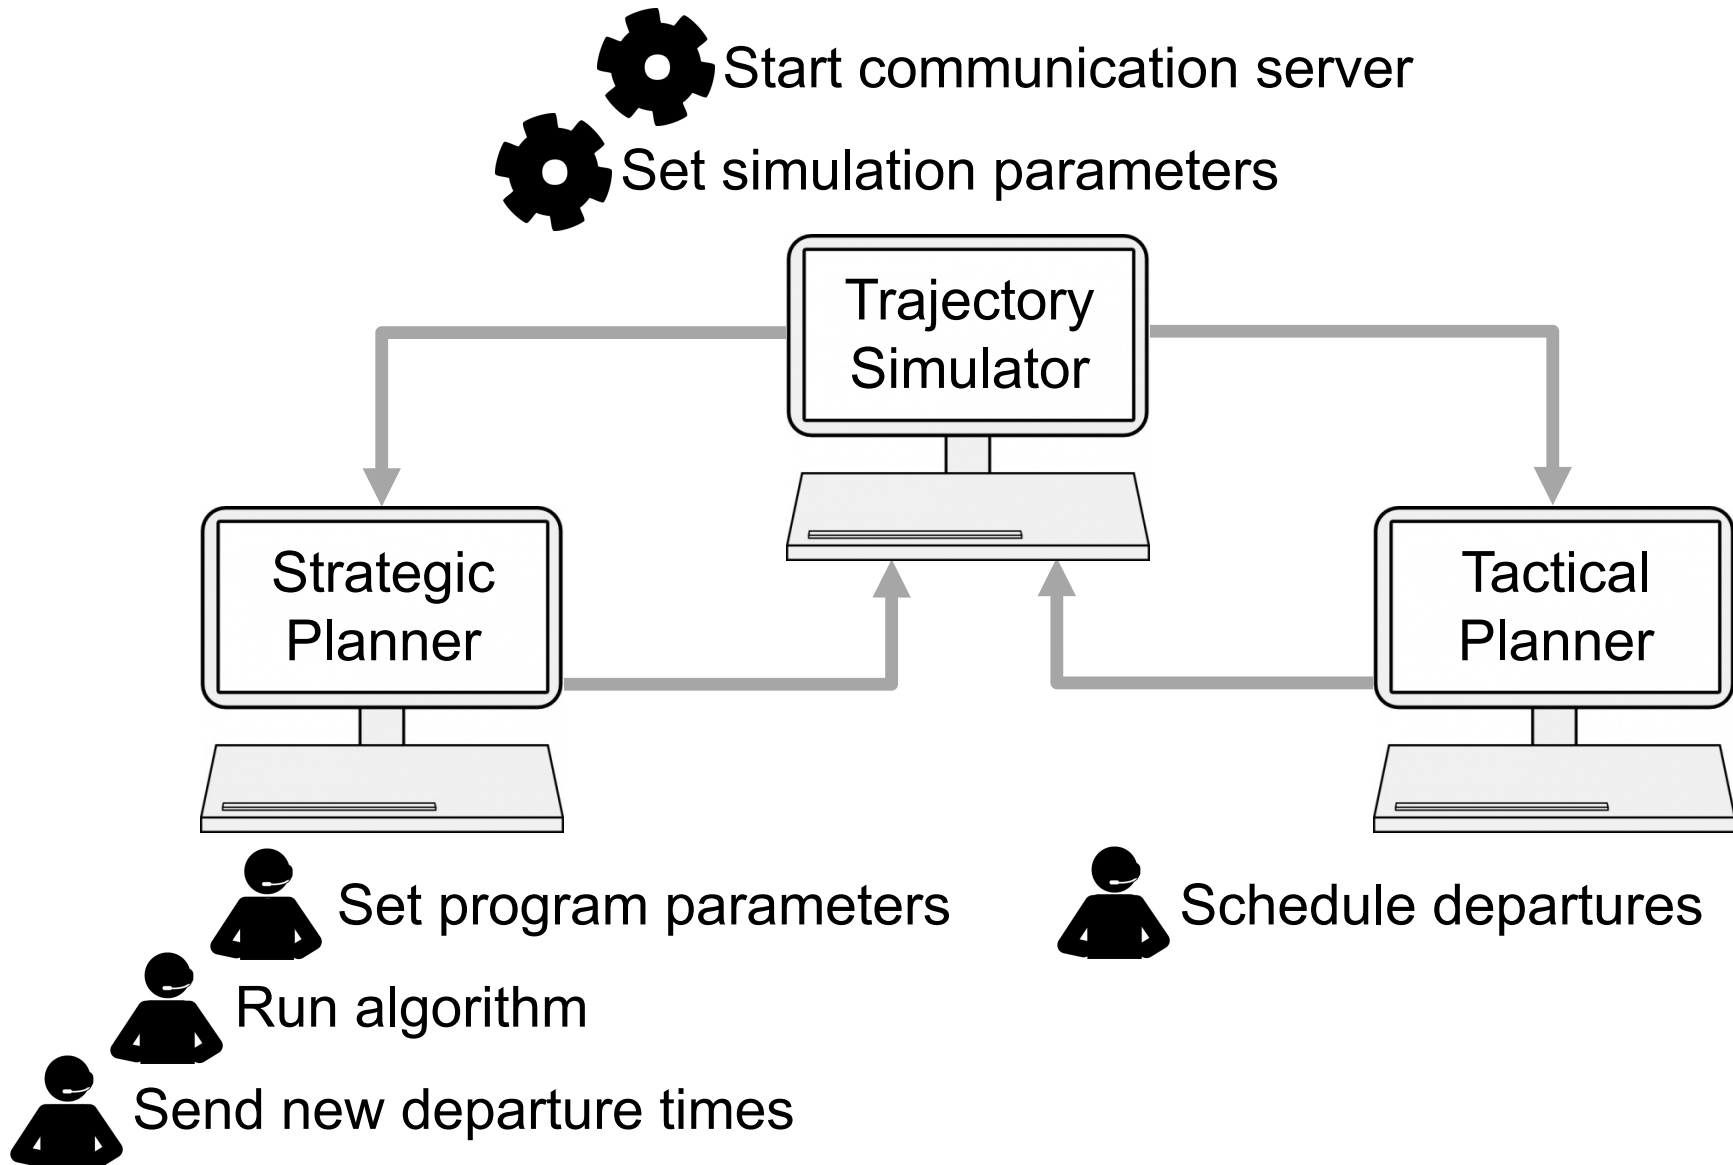 Start communication server
Set simulation parameters
Trajectory
Simulator
Strategic
Planner
Tactical
Planner
Set program parameters
Schedule departures
Run algorithm
Send new departure times